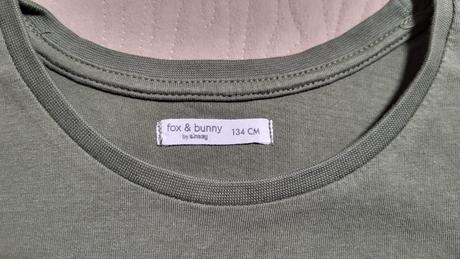 fox & bunny 134 CM
by sinsay